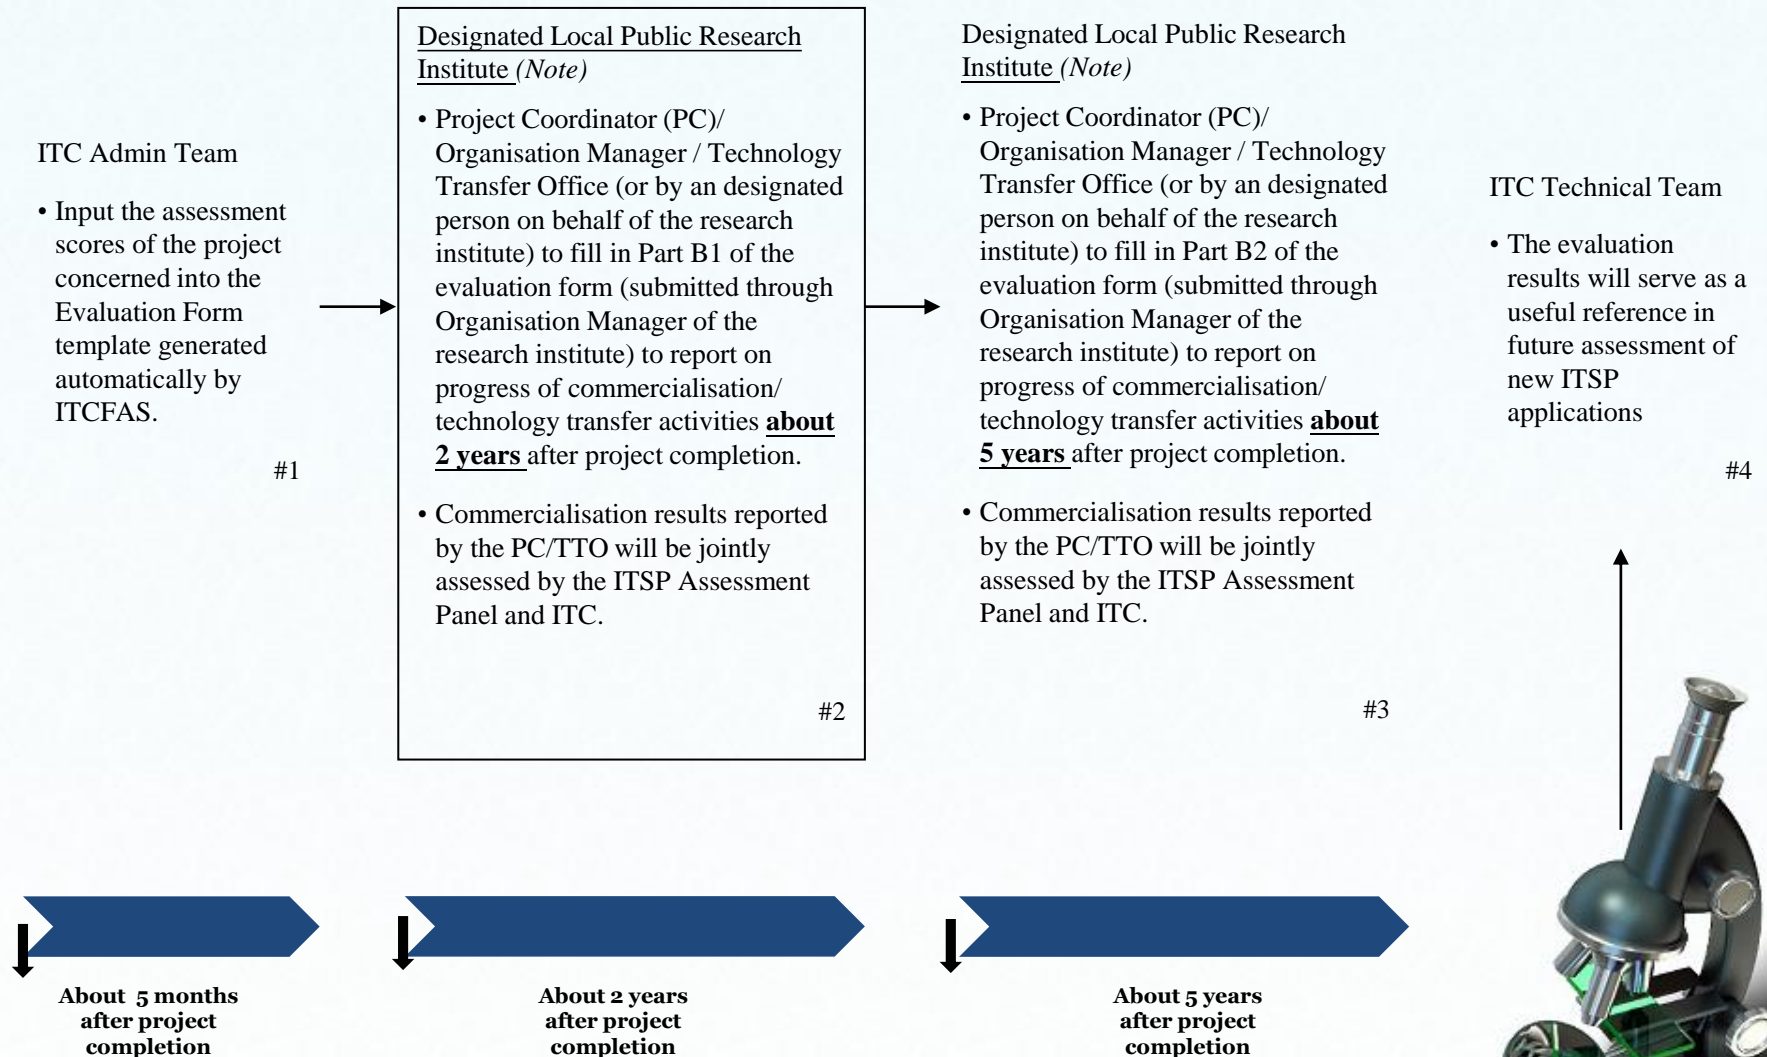 ITC Admin Team
• Input the assessment
scores of the project
concerned into the
Evaluation Form
template generated
automatically by
ITCFAS.
#1
Designated Local Public Research
Institute (Note)
• Project Coordinator (PC)/
Organisation Manager / Technology
Transfer Office (or by an designated
person on behalf of the research
institute) to fill in Part B1 of the
evaluation form (submitted through
Organisation Manager of the
research institute) to report on
progress of commercialisation/
technology transfer activities about
2 years after project completion.
• Commercialisation results reported
by the PC/TTO will be jointly
assessed by the ITSP Assessment
Panel and ITC.
#2
Designated Local Public Research
Institute (Note)
• Project Coordinator (PC)/
Organisation Manager / Technology
Transfer Office (or by an designated
person on behalf of the research
institute) to fill in Part B2 of the
evaluation form (submitted through
Organisation Manager of the
research institute) to report on
progress of commercialisation/
technology transfer activities about
5 years after project completion.
• Commercialisation results reported
by the PC/TTO will be jointly
assessed by the ITSP Assessment
Panel and ITC.
#3
ITC Technical Team
• The evaluation
results will serve as a
useful reference in
future assessment of
new ITSP
applications
#4
About 5 months
after project
completion
About 2 years
after project
completion
About 5 years
after project
completion